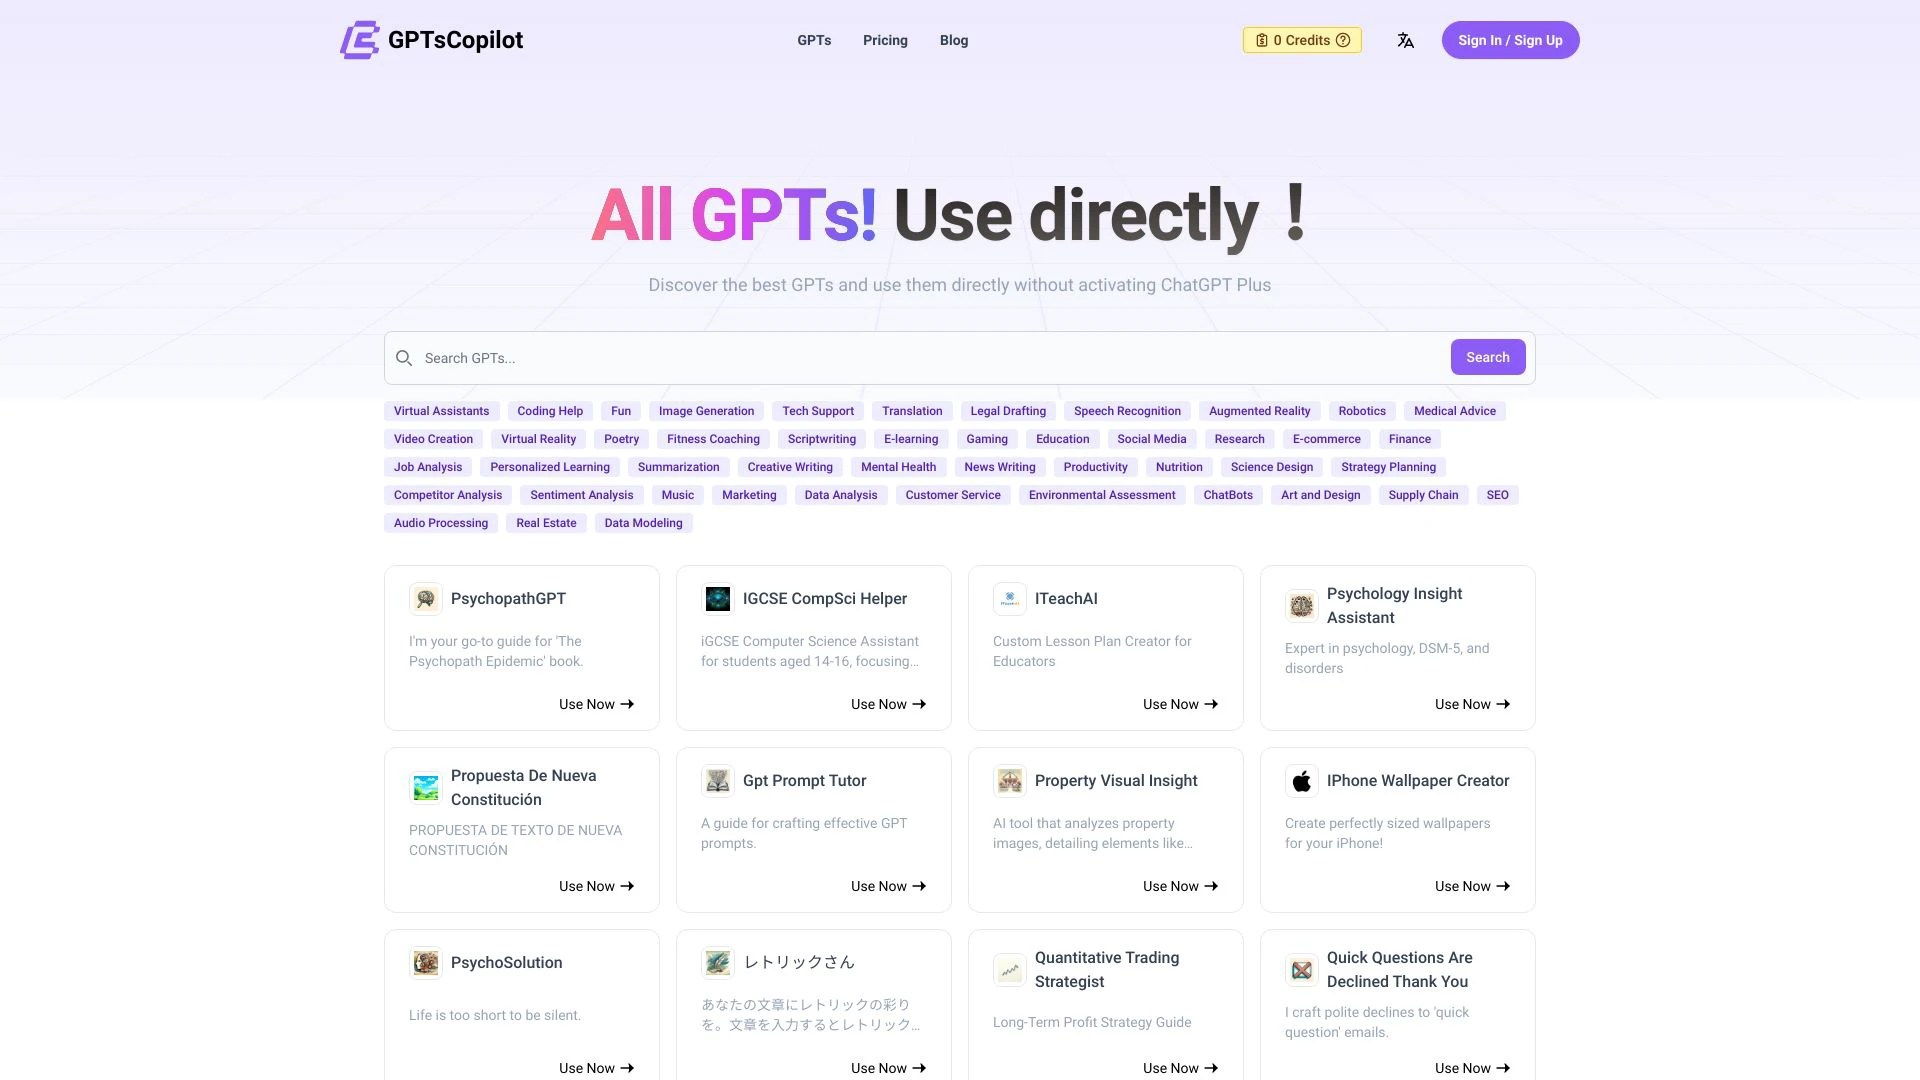 GPTsCopilot
GPTs
Pricing
Blog
0 Credits
Sign In / Sign Up
All GPTs! Use directly！
Discover the best GPTs and use them directly without activating ChatGPT Plus
Search GPTs...
Search
Virtual Assistants Coding Help Fun Image Generation Tech Support Translation Legal Drafting Speech Recognition Augmented Reality Robotics Medical Advice
Video Creation Virtual Reality Poetry Fitness Coaching Scriptwriting E-learning Gaming Education Social Media Research E-commerce Finance
Job Analysis Personalized Learning Summarization Creative Writing Mental Health News Writing Productivity Nutrition Science Design Strategy Planning
Competitor Analysis Sentiment Analysis Music Marketing Data Analysis Customer Service Environmental Assessment ChatBots Art and Design Supply Chain SEO
Audio Processing Real Estate Data Modeling
PsychopathGPT
I'm your go-to guide for 'The
Psychopath Epidemic' book.
Use Now
IGCSE CompSci Helper
iGCSE Computer Science Assistant
for students aged 14-16, focusing…
Use Now
ITeachAI
Custom Lesson Plan Creator for
Educators
Use Now
Psychology Insight
Assistant
Expert in psychology, DSM-5, and
disorders
Use Now
Propuesta De Nueva
Constitución
PROPUESTA DE TEXTO DE NUEVA
CONSTITUCIÓN
Use Now
Gpt Prompt Tutor
A guide for crafting effective GPT
prompts.
Use Now
Property Visual Insight
AI tool that analyzes property
images, detailing elements like…
Use Now
IPhone Wallpaper Creator
Create perfectly sized wallpapers
for your iPhone!
Use Now
PsychoSolution
Life is too short to be silent.
Use Now
レトリックさん
あなたの文章にレトリックの彩り
を。文章を入力するとレトリック…
Use Now
Quantitative Trading
Strategist
Long-Term Profit Strategy Guide
Use Now
Quick Questions Are
Declined Thank You
I craft polite declines to 'quick
question' emails.
Use Now